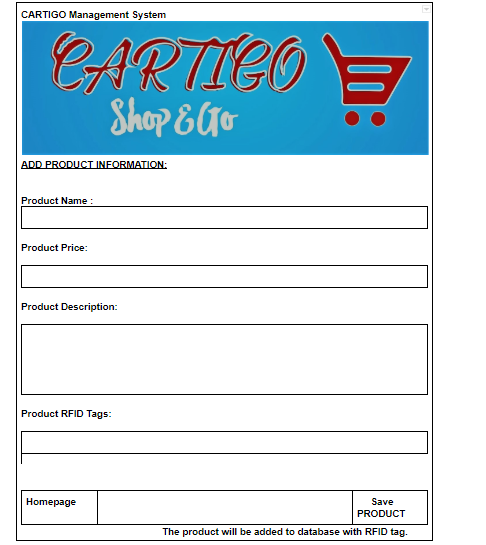 CARTIGO Management System
CARTIGO
Shop & Go
ADD PRODUCT INFORMATION:
Product Name :
Product Price:
Product Description:
Product RFID Tags:
Homepage
Save
PRODUCT
The product will be added to database with RFID tag.